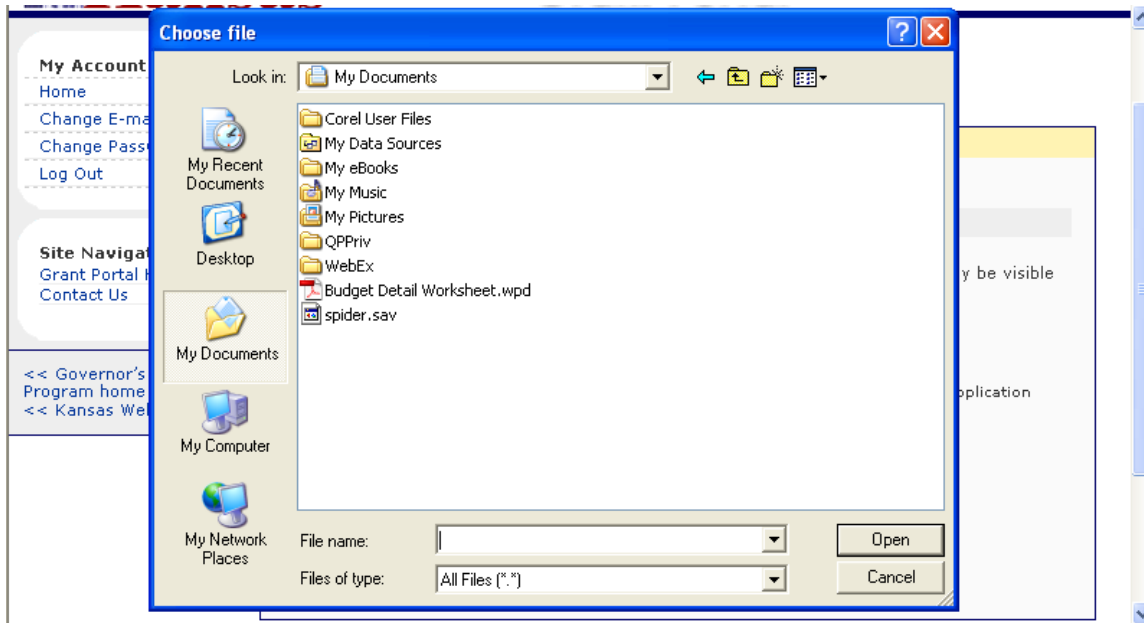 Choose file
My Account
Home
Change E-ma
Change Pass
Log Out
Site Navigat
Grant Portal H
Contact Us
<< Governor's
Program home
<< Kansas We
Look in:
My Documents
My Recent
Documents
Desktop
My Documents
My Computer
My Network
Places
Corel User Files
My Data Sources
My eBooks
My Music
My Pictures
QPPriv
WebEx
Budget Detail Worksheet.wpd
spider.sav
File name:
Open
Files of type:
All Files (*.*)
Cancel
y be visible
pplication